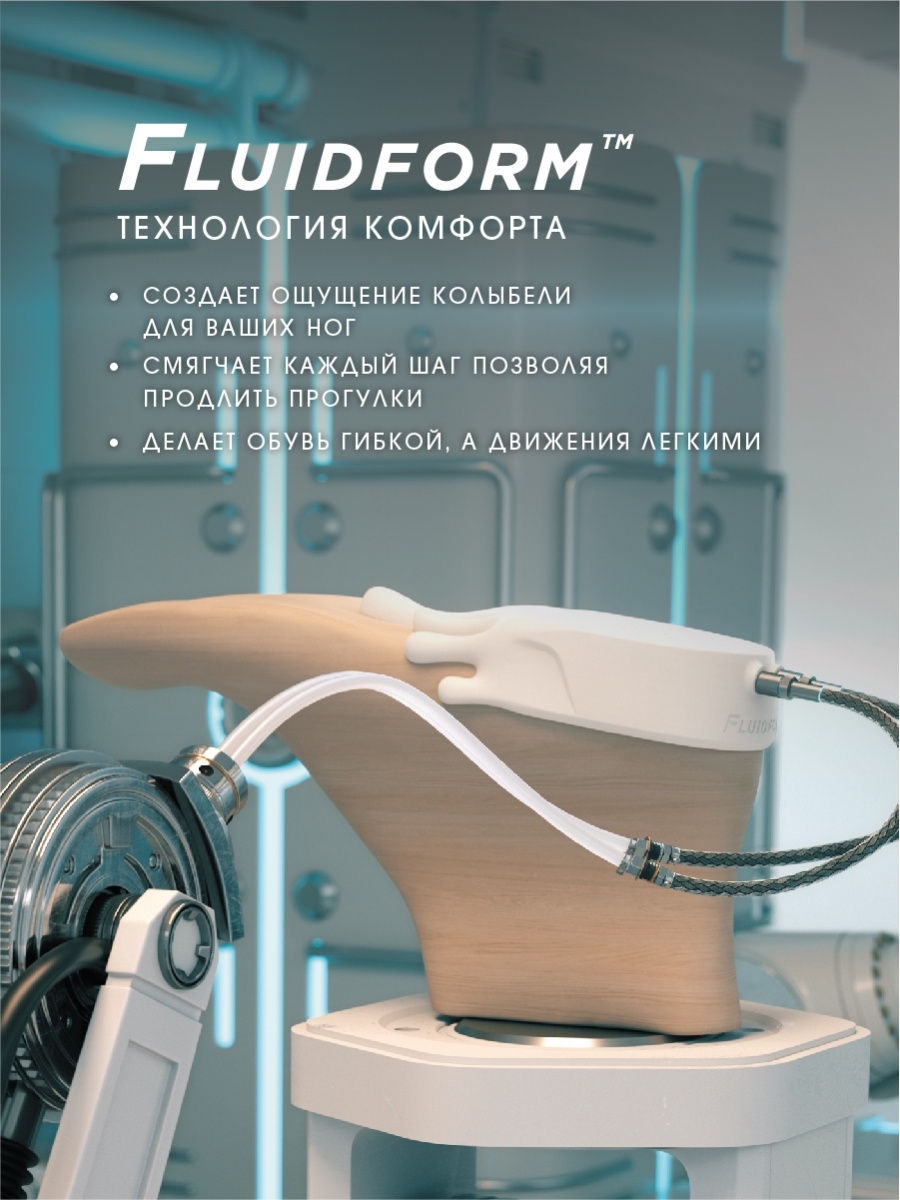 FLUIDFORM™
ТЕХНОЛОГИЯ КОМФОРТА
• СОЗДАЕТ ОЩУЩЕНИЕ КОЛЫБЕЛИ
ДЛЯ ВАШИХ НОГ
• СМЯГЧАЕТ КАЖДЫЙ ШАГ ПОЗВОЛЯЯ
ПРОДЛИТЬ ПРОГУЛКИ
• ДЕЛАЕТ ОБУВЬ ГИБКОЙ, А ДВИЖЕНИЯ ЛЕГКИМИ